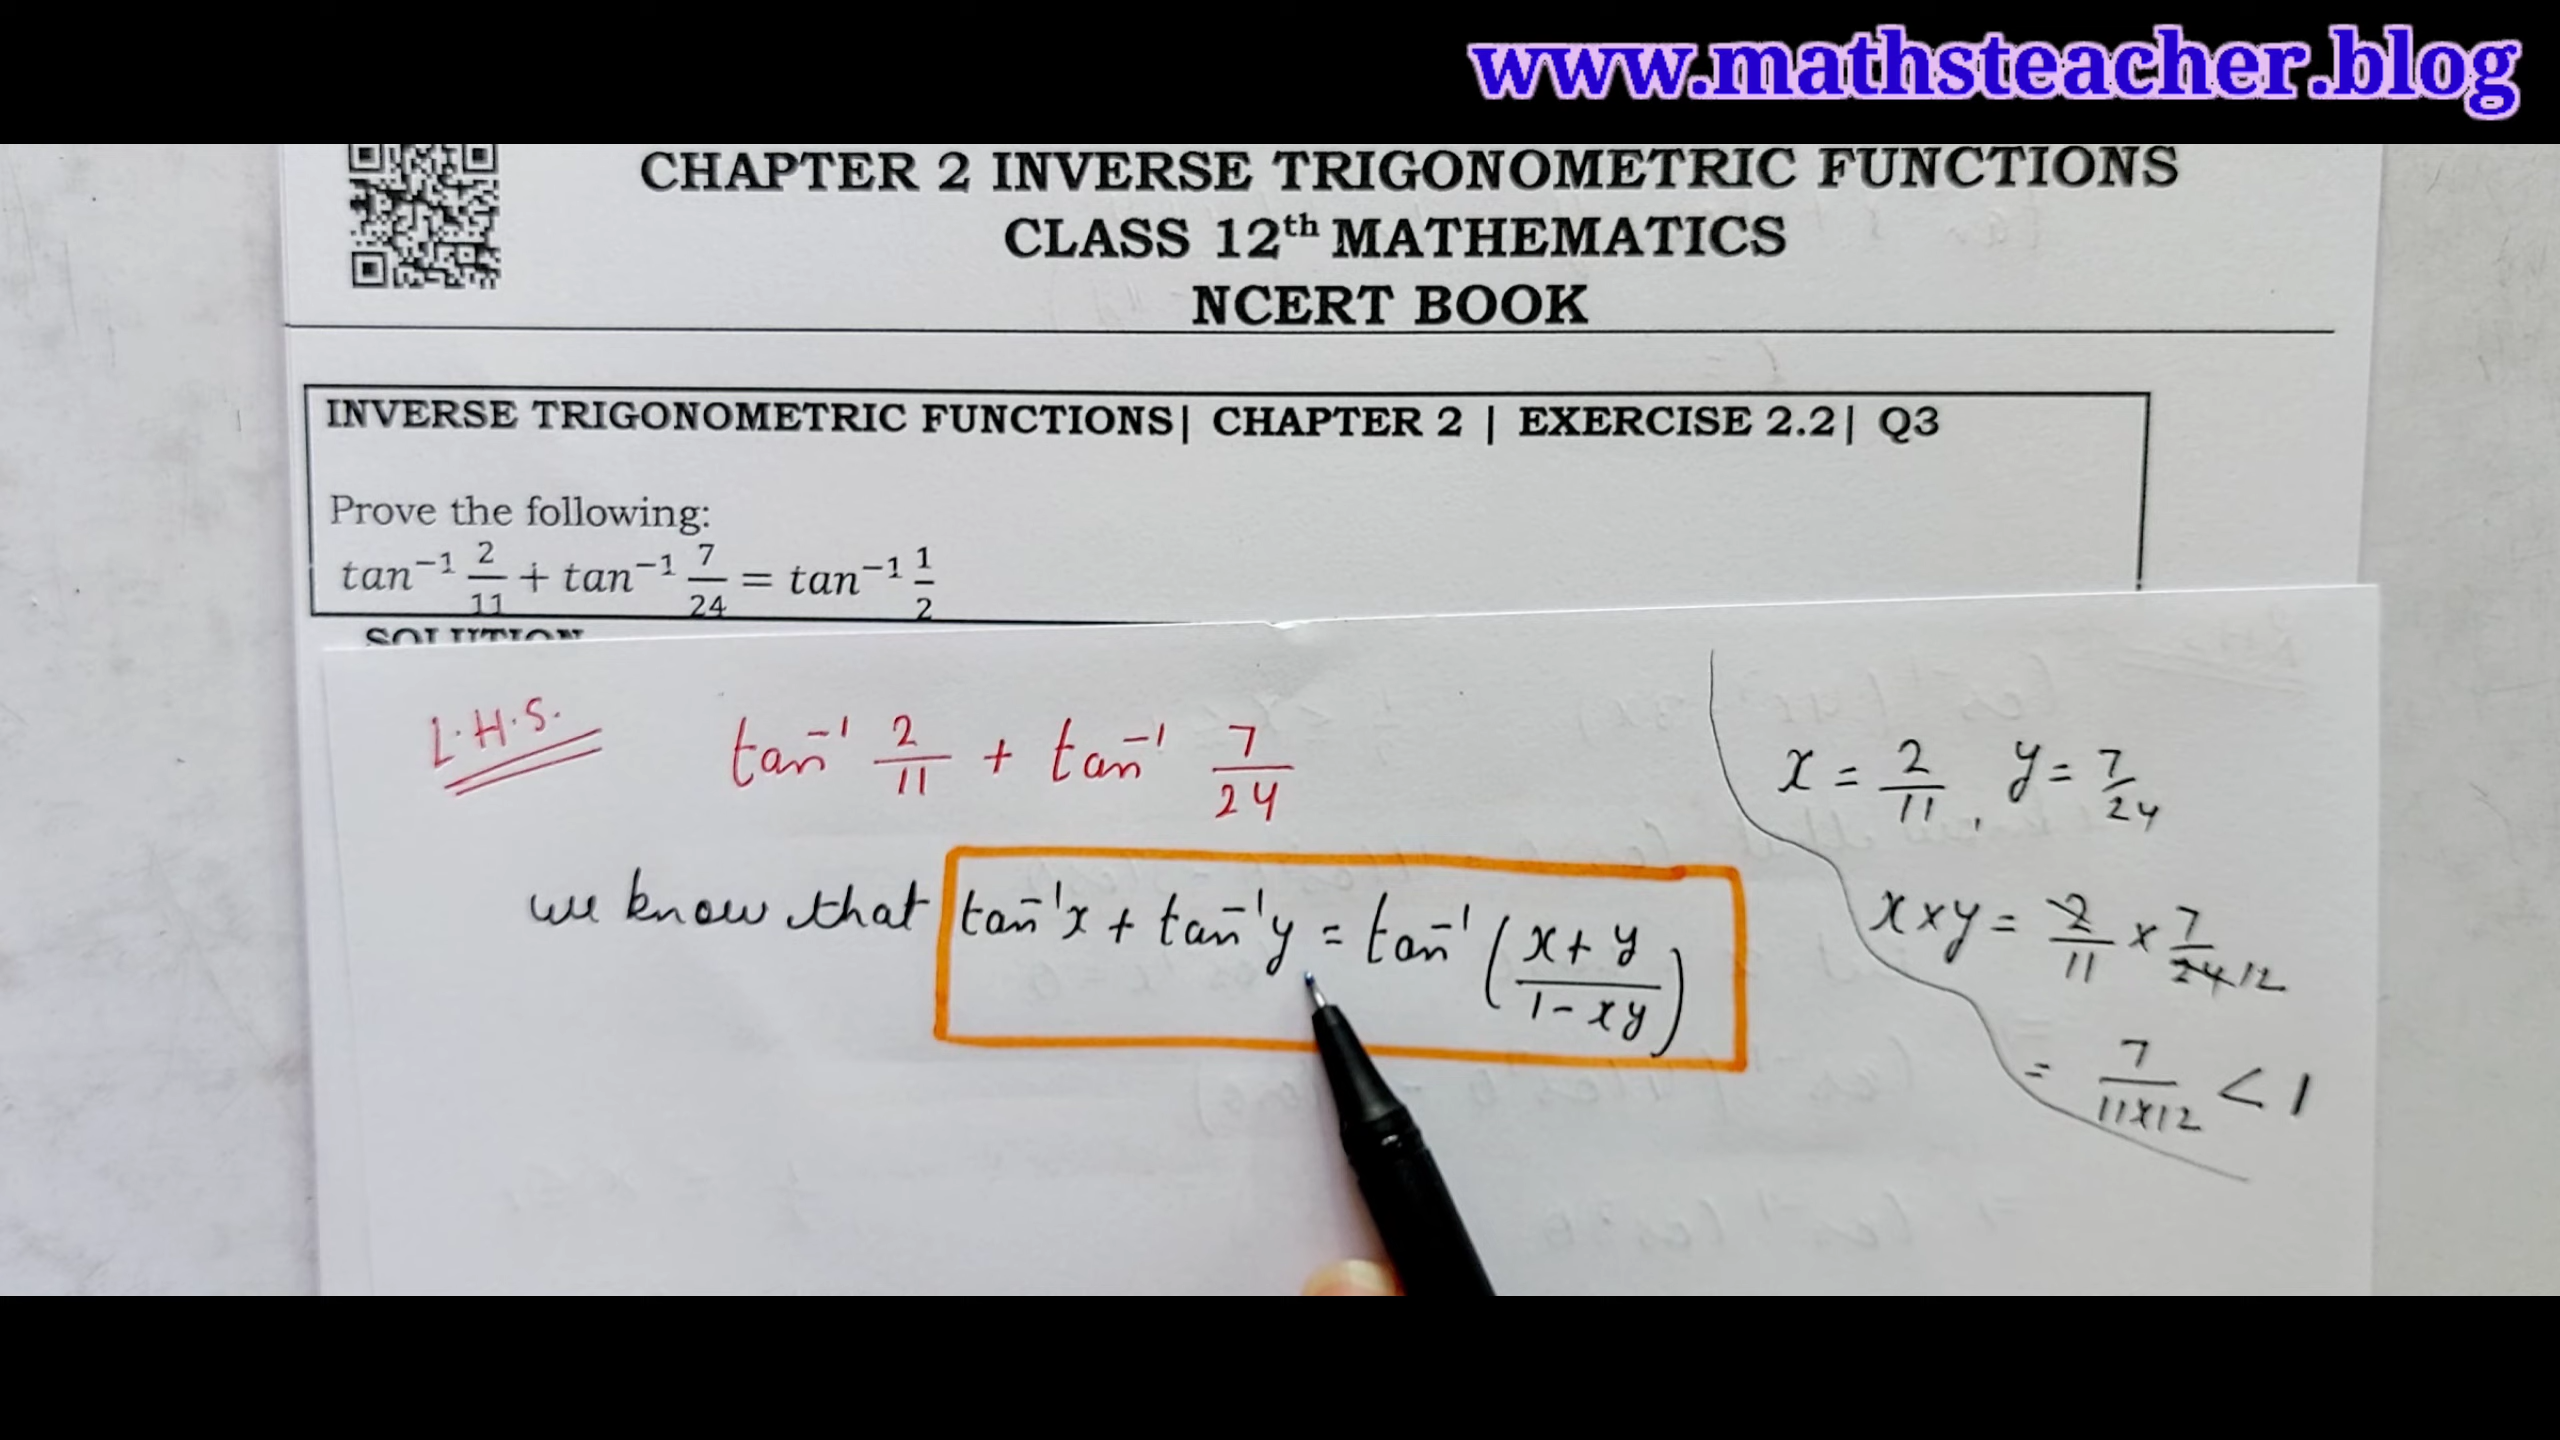 www.mathsteacher.blog
CHAPTER 2 INVERSE TRIGONOMETRIC FUNCTIONS
CLASS 12th MATHEMATICS
NCERT BOOK
INVERSE TRIGONOMETRIC FUNCTIONS| CHAPTER 2 | EXERCISE 2.2| Q3
Prove the following:
tan⁻¹ 2/11 + tan⁻¹ 7/24 = tan⁻¹ 1/2
SOLUTION
L.H.S. tan⁻¹ 2/11 + tan⁻¹ 7/24
x = 2/11, y = 7/24
we know that tan⁻¹x + tan⁻¹y = tan⁻¹ (x + y / 1 - xy)
x × y = 2/11 × 7/24 12
= 7/11×12 < 1